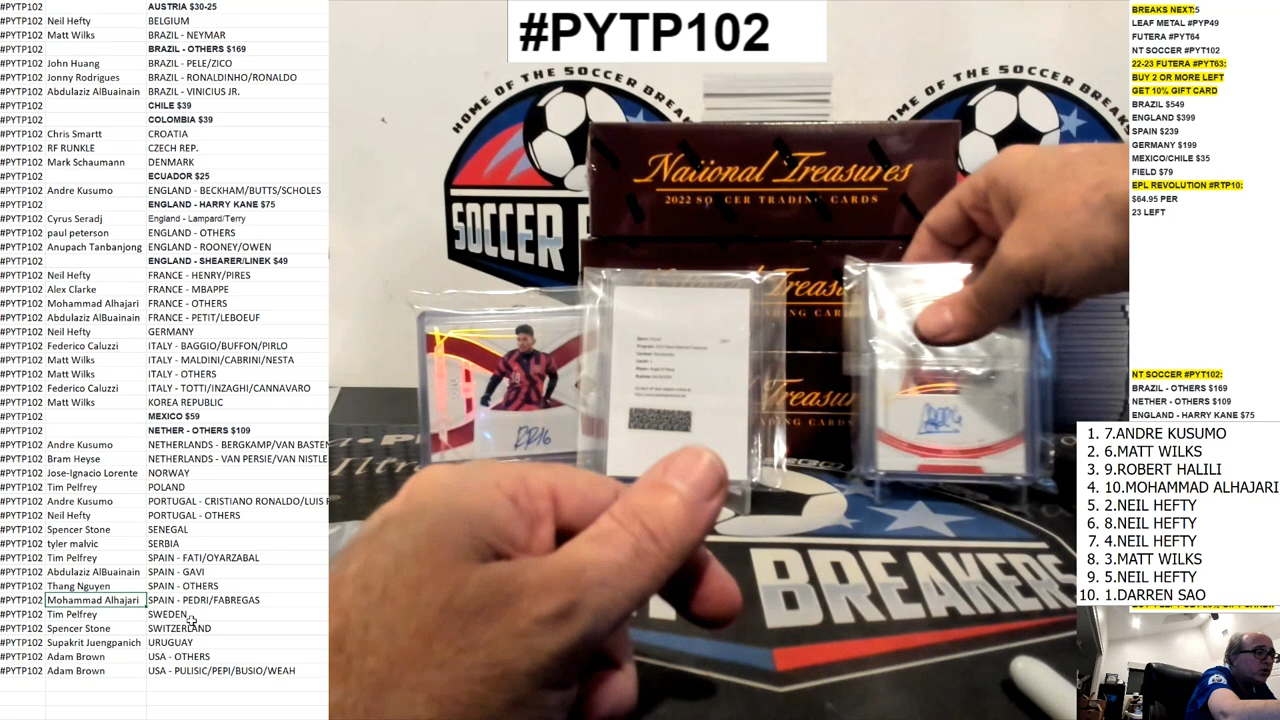 #PYTP102 AUSTRIA $30-25
#PYTP102 Neil Hefty BELGIUM
#PYTP102 Matt Wilks BRAZIL - NEYMAR
#PYTP102 BRAZIL - OTHERS $169
#PYTP102 John Huang BRAZIL - PELE/ZICO
#PYTP102 Jonny Rodrigues BRAZIL - RONALDINHO/RONALDO
#PYTP102 Abdulaziz AlBuainain BRAZIL - VINICIUS JR.
#PYTP102 CHILE $39
#PYTP102 COLOMBIA $39
#PYTP102 Chris Smartt CROATIA
#PYTP102 RF RUNKLE CZECH REP.
#PYTP102 Mark Schaumann DENMARK
#PYTP102 ECUADOR $25
#PYTP102 Andre Kusumo ENGLAND - BECKHAM/BUTTS/SCHOLES
#PYTP102 ENGLAND - HARRY KANE $75
#PYTP102 Cyrus Seradj England - Lampard/Terry
#PYTP102 paul peterson ENGLAND - OTHERS
#PYTP102 Anupach Tanbanjong ENGLAND - ROONEY/OWEN
#PYTP102 ENGLAND - SHEARER/LINEK $49
#PYTP102 Neil Hefty FRANCE - HENRY/PIRES
#PYTP102 Alex Clarke FRANCE - MBAPPE
#PYTP102 Mohammad Alhajari FRANCE - OTHERS
#PYTP102 Abdulaziz AlBuainain FRANCE - PETIT/LEBOEUF
#PYTP102 Neil Hefty GERMANY
#PYTP102 Federico Caluzzi ITALY - BAGGIO/BUFFON/PIRLO
#PYTP102 Matt Wilks ITALY - MALDINI/CABRINI/NESTA
#PYTP102 Matt Wilks ITALY - OTHERS
#PYTP102 Federico Caluzzi ITALY - TOTTI/INZAGHI/CANNAVARO
#PYTP102 Matt Wilks KOREA REPUBLIC
#PYTP102 MEXICO $59
#PYTP102 NETHER - OTHERS $109
#PYTP102 Andre Kusumo NETHERLANDS - BERGKAMP/VAN BASTEN
#PYTP102 Bram Heyse NETHERLANDS - VAN PERSIE/VAN NISTLE
#PYTP102 Jose-Ignacio Lorente NORWAY
#PYTP102 Tim Pelfrey POLAND
#PYTP102 Andre Kusumo PORTUGAL - CRISTIANO RONALDO/LUIS F
#PYTP102 Neil Hefty PORTUGAL - OTHERS
#PYTP102 Spencer Stone SENEGAL
#PYTP102 tyler malvic SERBIA
#PYTP102 Tim Pelfrey SPAIN - FATI/OYARZABAL
#PYTP102 Abdulaziz AlBuainain SPAIN - GAVI
#PYTP102 Thang Nguyen SPAIN - OTHERS
#PYTP102 Mohammad Alhajari SPAIN - PEDRI/FABREGAS
#PYTP102 Tim Pelfrey SWEDEN
#PYTP102 Spencer Stone SWITZERLAND
#PYTP102 Supakrit Juengpanich URUGUAY
#PYTP102 Adam Brown USA - OTHERS
#PYTP102 Adam Brown USA - PULISIC/PEPI/BUSIO/WEAH
#PYTP102
HOME OF THE SOCCER BREAKERS
SOCCER
National Treasures
2022 SOCCER TRADING CARDS
BREAKERS
BREAKS NEXT:5
LEAF METAL #PYP49
FUTERA #PYT64
NT SOCCER #PYT102
22-23 FUTERA #PYT63:
BUY 2 OR MORE LEFT
GET 10% GIFT CARD
BRAZIL $549
ENGLAND $399
SPAIN $239
GERMANY $199
MEXICO/CHILE $35
FIELD $79
EPL REVOLUTION #RTP10:
$64.95 PER
23 LEFT
NT SOCCER #PYT102:
BRAZIL - OTHERS $169
NETHER - OTHERS $109
ENGLAND - HARRY KANE $75
1. 7.ANDRE KUSUMO
2. 6.MATT WILKS
3. 9.ROBERT HALILI
4. 10.MOHAMMAD ALHAJARI
5. 2.NEIL HEFTY
6. 8.NEIL HEFTY
7. 4.NEIL HEFTY
8. 3.MATT WILKS
9. 5.NEIL HEFTY
10. 1.DARREN SAO